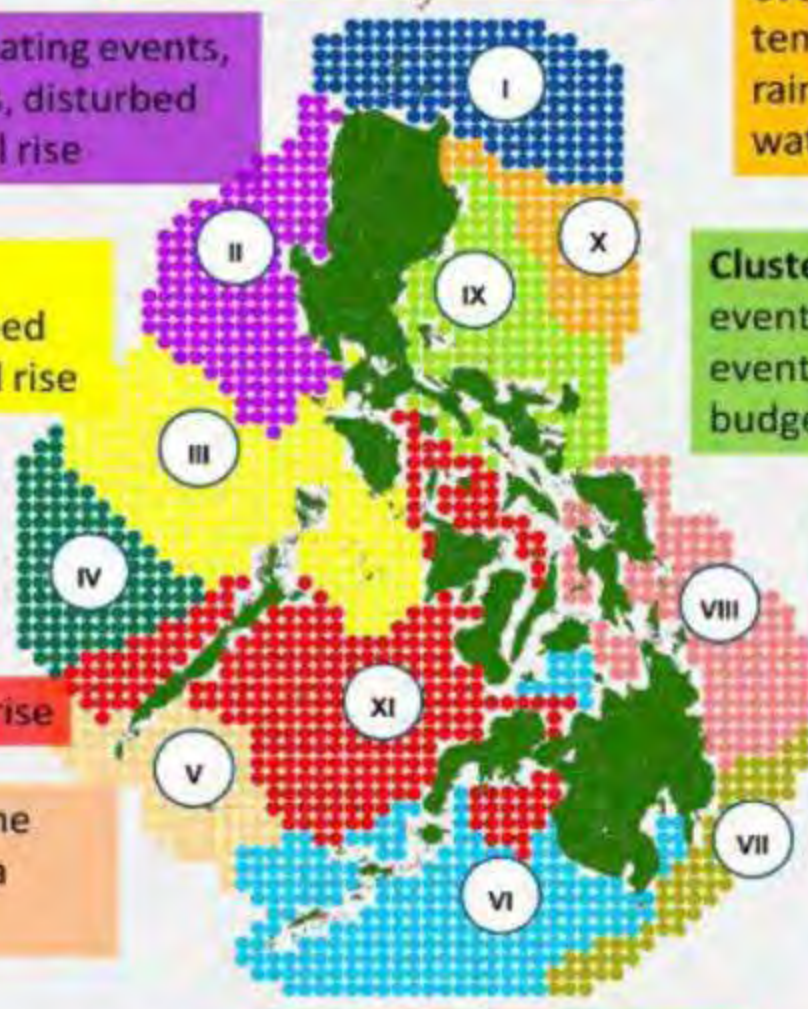 ating events,
, disturbed
l rise
ten
rain
wat
ed
l rise
Cluste
event
event
budge
rise
ne
a
I
II
X
IX
III
IV
VIII
XI
V
VII
VI